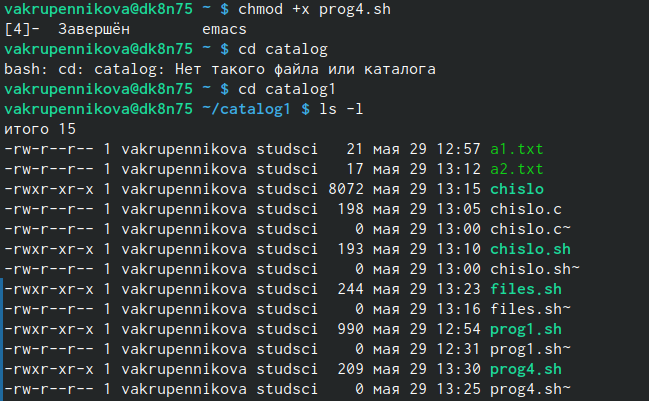 vakrupennikova@dk8n75 ~ $ chmod +x prog4.sh
[4]-  Завершён        emacs
vakrupennikova@dk8n75 ~ $ cd catalog
bash: cd: catalog: Нет такого файла или каталога
vakrupennikova@dk8n75 ~ $ cd catalog1
vakrupennikova@dk8n75 ~/catalog1 $ ls -l
итого 15
-rw-r--r-- 1 vakrupennikova studsci   21 мая 29 12:57 a1.txt
-rw-r--r-- 1 vakrupennikova studsci   17 мая 29 13:12 a2.txt
-rwxr-xr-x 1 vakrupennikova studsci 8072 мая 29 13:15 chislo
-rw-r--r-- 1 vakrupennikova studsci  198 мая 29 13:05 chislo.c
-rw-r--r-- 1 vakrupennikova studsci    0 мая 29 13:00 chislo.c~
-rwxr-xr-x 1 vakrupennikova studsci  193 мая 29 13:10 chislo.sh
-rw-r--r-- 1 vakrupennikova studsci    0 мая 29 13:00 chislo.sh~
-rwxr-xr-x 1 vakrupennikova studsci  244 мая 29 13:23 files.sh
-rw-r--r-- 1 vakrupennikova studsci    0 мая 29 13:16 files.sh~
-rwxr-xr-x 1 vakrupennikova studsci  990 мая 29 12:54 prog1.sh
-rw-r--r-- 1 vakrupennikova studsci    0 мая 29 12:31 prog1.sh~
-rwxr-xr-x 1 vakrupennikova studsci  209 мая 29 13:30 prog4.sh
-rw-r--r-- 1 vakrupennikova studsci    0 мая 29 13:25 prog4.sh~